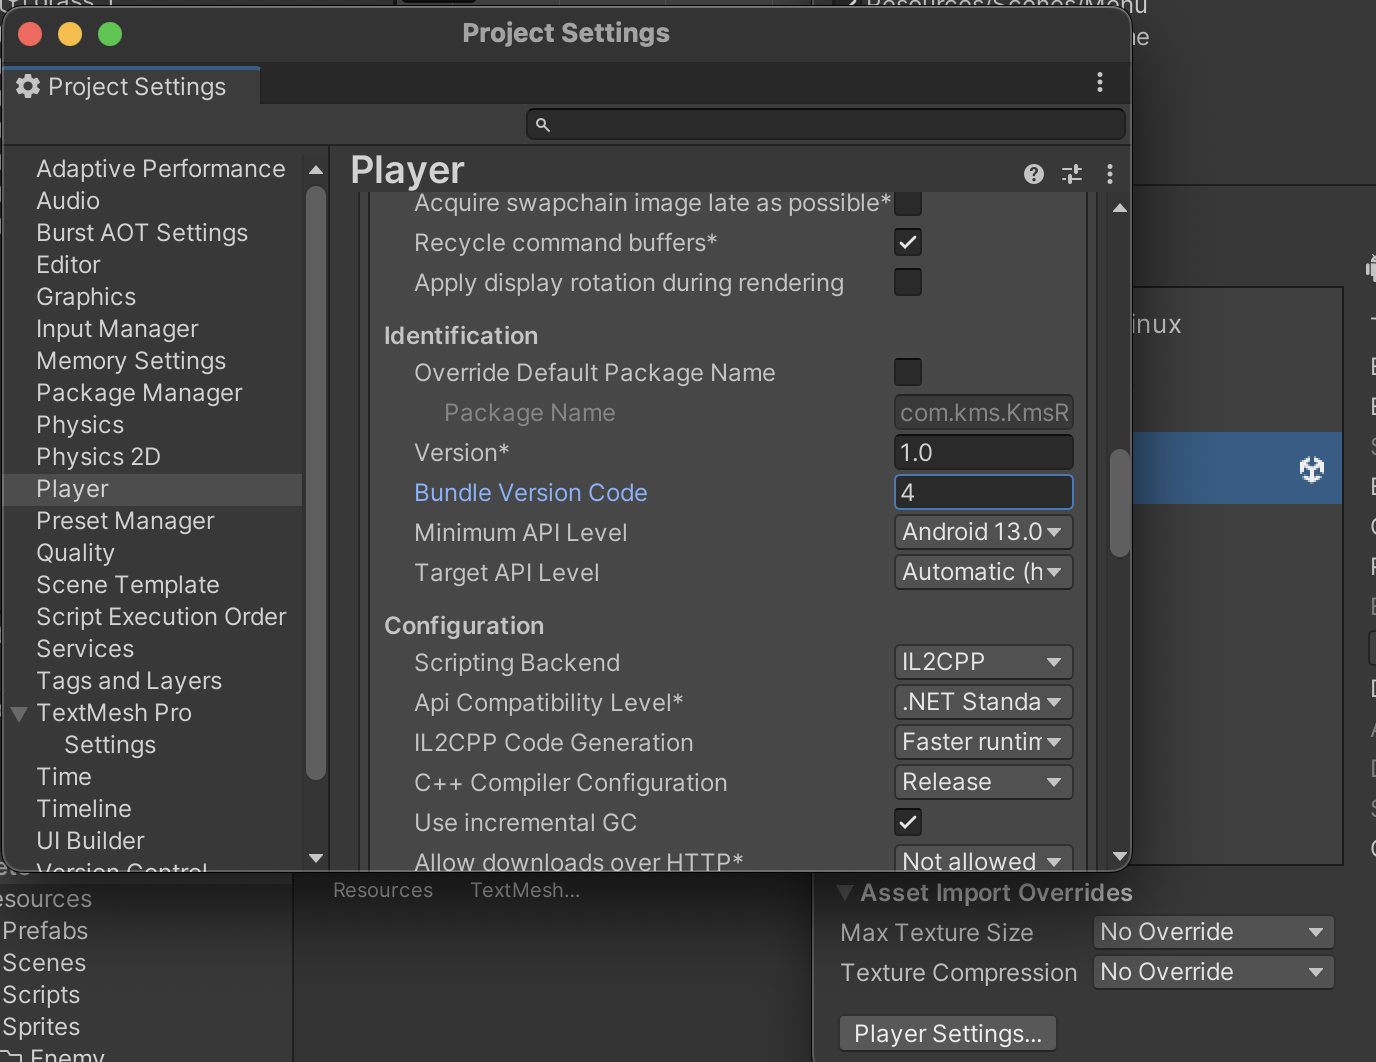 Resources/Scenes/Menu
Project Settings
Project Settings
Adaptive Performance
Audio
Burst AOT Settings
Editor
Graphics
Input Manager
Memory Settings
Package Manager
Physics
Physics 2D
Player
Preset Manager
Quality
Scene Template
Script Execution Order
Services
Tags and Layers
TextMesh Pro
Settings
Time
Timeline
UI Builder
Version Control
Player
Acquire swapchain image late as possible*
Recycle command buffers*
Apply display rotation during rendering
Identification
Override Default Package Name
Package Name com.kms.KmsR
Version* 1.0
Bundle Version Code 4
Minimum API Level Android 13.0
Target API Level Automatic (h
Configuration
Scripting Backend IL2CPP
Api Compatibility Level* .NET Standa
IL2CPP Code Generation Faster runtim
C++ Compiler Configuration Release
Use incremental GC
Allow downloads over HTTP* Not allowed
inux
esources
Prefabs
Scenes
Scripts
Sprites
Enemy
Resources TextMesh...
Asset Import Overrides
Max Texture Size No Override
Texture Compression No Override
Player Settings...